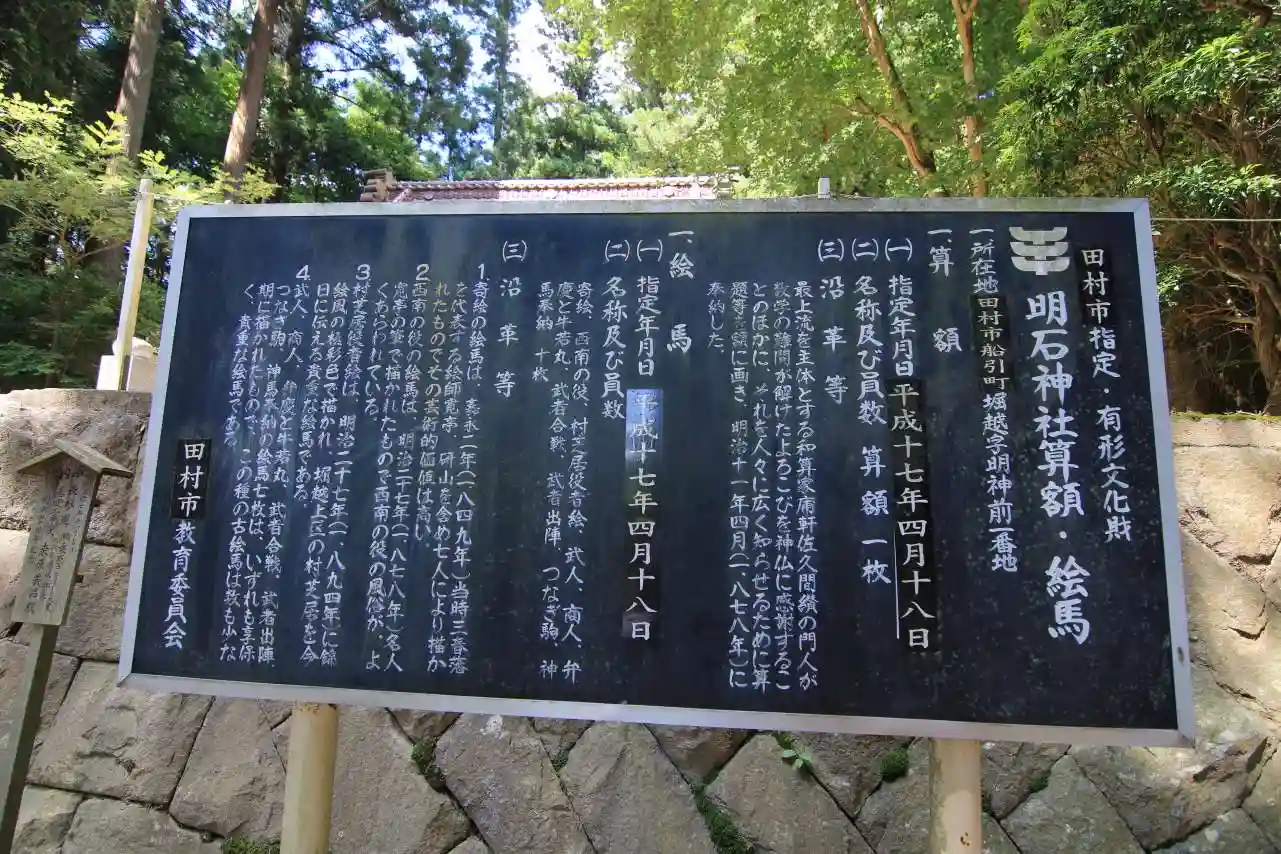 田村市指定・有形文化財
明石神社算額・絵馬
一所在地 田村市船引町堀越字明神前一番地
一、算額
(一)指定年月日 平成十七年四月十八日
(二)名称及び員数 算額 一枚
(三)沿革等
最上流を主体とする和算家庸軒佐久間纉の門人が
数学の難問が解けたよろこびを神仏に感謝するこ
とのほかに、それを人々に広く知らせるために算
題等を額に画き、明治十一年四月(一八七八年)に
奉納した。
一、絵馬
(一)指定年月日 平成十七年四月十八日
(二)名称及び員数
寄絵、西南の役、村芝居役者絵、武人、商人、弁
慶と牛若丸、武者合戦、武者出陣、つなぎ駒、神
馬奉納 十枚
(三)沿革等
1寄絵の絵馬は、嘉永二年(一八四九年)当時三春藩
を代表する絵師寛亭、研山を含め七人により描か
れたものでその芸術的価値は高い。
2西南の役の絵馬は、明治二十七年(一八七八年)名人
寛亭の筆で描かれたもので西南の役の風俗が、よ
くあらわれている。
3村芝居役者絵は、明治二十七年(一八九四年)に錦
絵風の極彩色で描かれ、堀越上区の村芝居を今
日に伝える貴重な絵馬である。
4武人、商人、弁慶と牛若丸、武者合戦、武者出陣
つなぎ駒、神馬奉納の絵馬七枚は、いずれも享保
期に描かれたもので、この種の古絵馬は数も少な
く、貴重な絵馬である。
田村市教育委員会